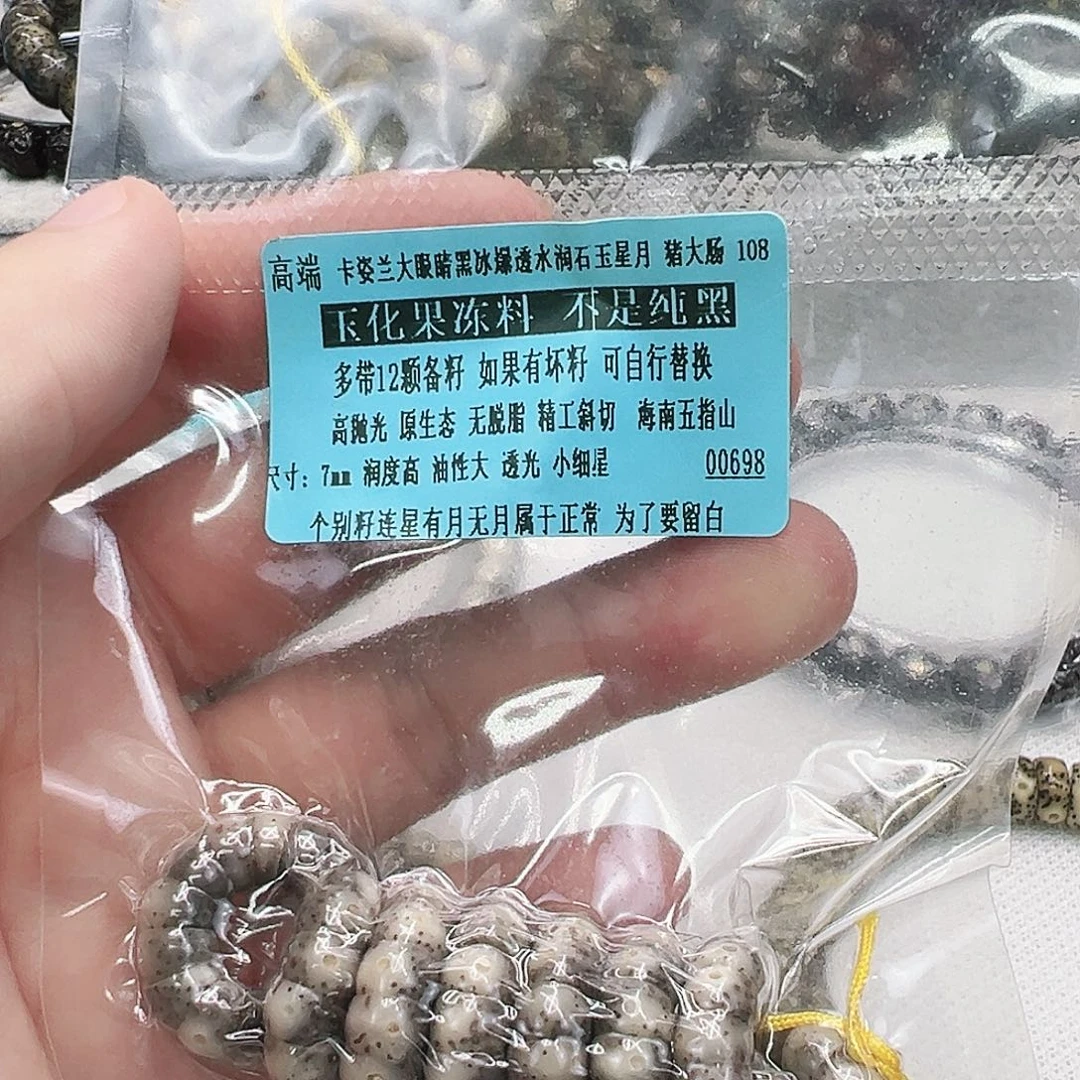 高端 卡姿兰大眼睛黑冰爆透水润石玉星月 猪大肠 108
玉化果冻料 不是纯黑
多带12颗备籽 如果有坏籽 可自行替换
高抛光 原生态 无脱脂 精工斜切 海南五指山
尺寸：7mm 润度高 油性大 透光 小细星 00698
个别籽连星有月无月属于正常 为了要留白